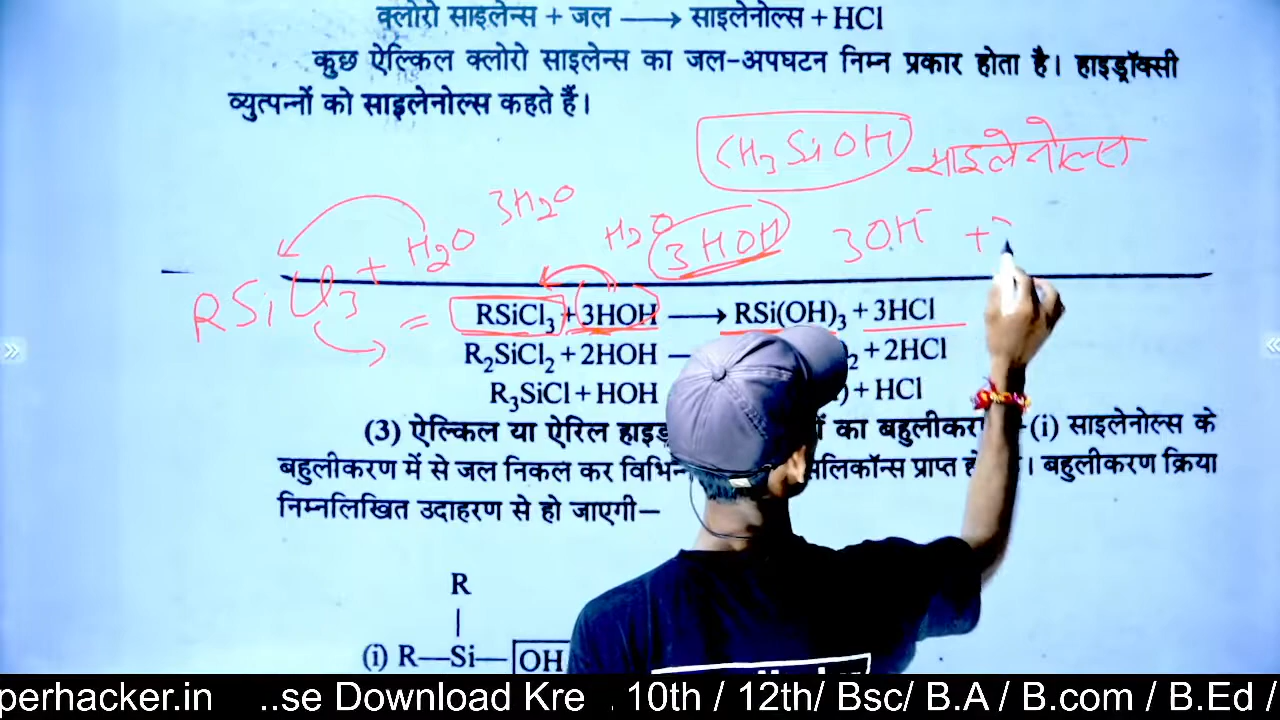 क्लोरो साइलेन्स + जल ⟶ साइलेनोल्स + HCl
कुछ ऐल्किल क्लोरो साइलेन्स का जल-अपघटन निम्न प्रकार होता है। हाइड्रॉक्सी
व्युत्पन्नों को साइलेनोल्स कहते हैं।
CH₃SiOH साइलेनोल्स
3H₂O
RSiCl₃ + H₂O
H₂O 3HOH 3OH⁻ +
= RSiCl₃ + 3HOH ⟶ RSi(OH)₃ + 3HCl
R₂SiCl₂ + 2HOH — ₂ + 2HCl
R₃SiCl + HOH ) + HCl
(3) ऐल्किल या ऐरिल का (i) साइलेनोल्स के
बहुलीकरण में से जल निकल कर प्राप्त । बहुलीकरण क्रिया
निम्नलिखित उदाहरण से हो जाएगी—
R
|
(i) R—Si—OH
perhacker.in ..se Download Kre . 10th / 12th/ Bsc/ B.A / B.com / B.Ed /